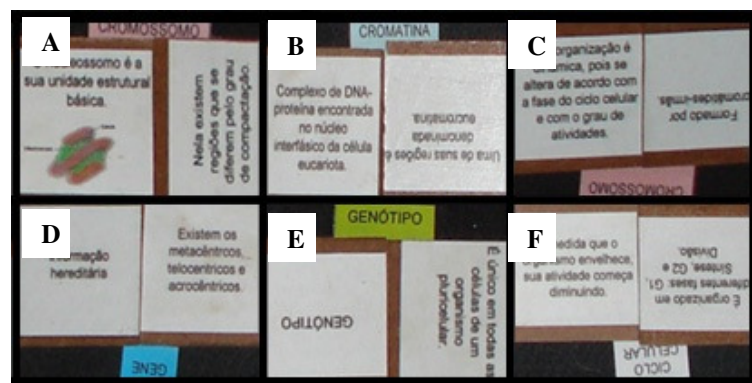 A
CROMOSSOMO
é a
sua unidade estrutural
básica.
Nela existem
regiões que se
diferem pelo grau
de compactação.
B
CROMATINA
Complexo de DNA-
proteína encontrada
no núcleo
interfásico da célula
eucariota.
Uma de suas regiões é
denominada
eucromatina
C
organização é
dinâmica, pois se
altera de acordo com
a fase do ciclo celular
e com o grau de
atividades.
Formado por
cromátides-irmãs.
CROMOSSOMO
D
hereditária
Existem os
metacêntrcos,
telocentricos e
acrocêntricos.
GENE
E
GENÓTIPO
GENÓTIPO
É único em todas as
células de um
organismo
pluricelular.
F
medida que o
organismo envelhece,
sua atividade começa
diminuindo.
É organizado em
diferentes fases: G1,
Síntese, G2 e
Divisão.
CICLO
CELULAR